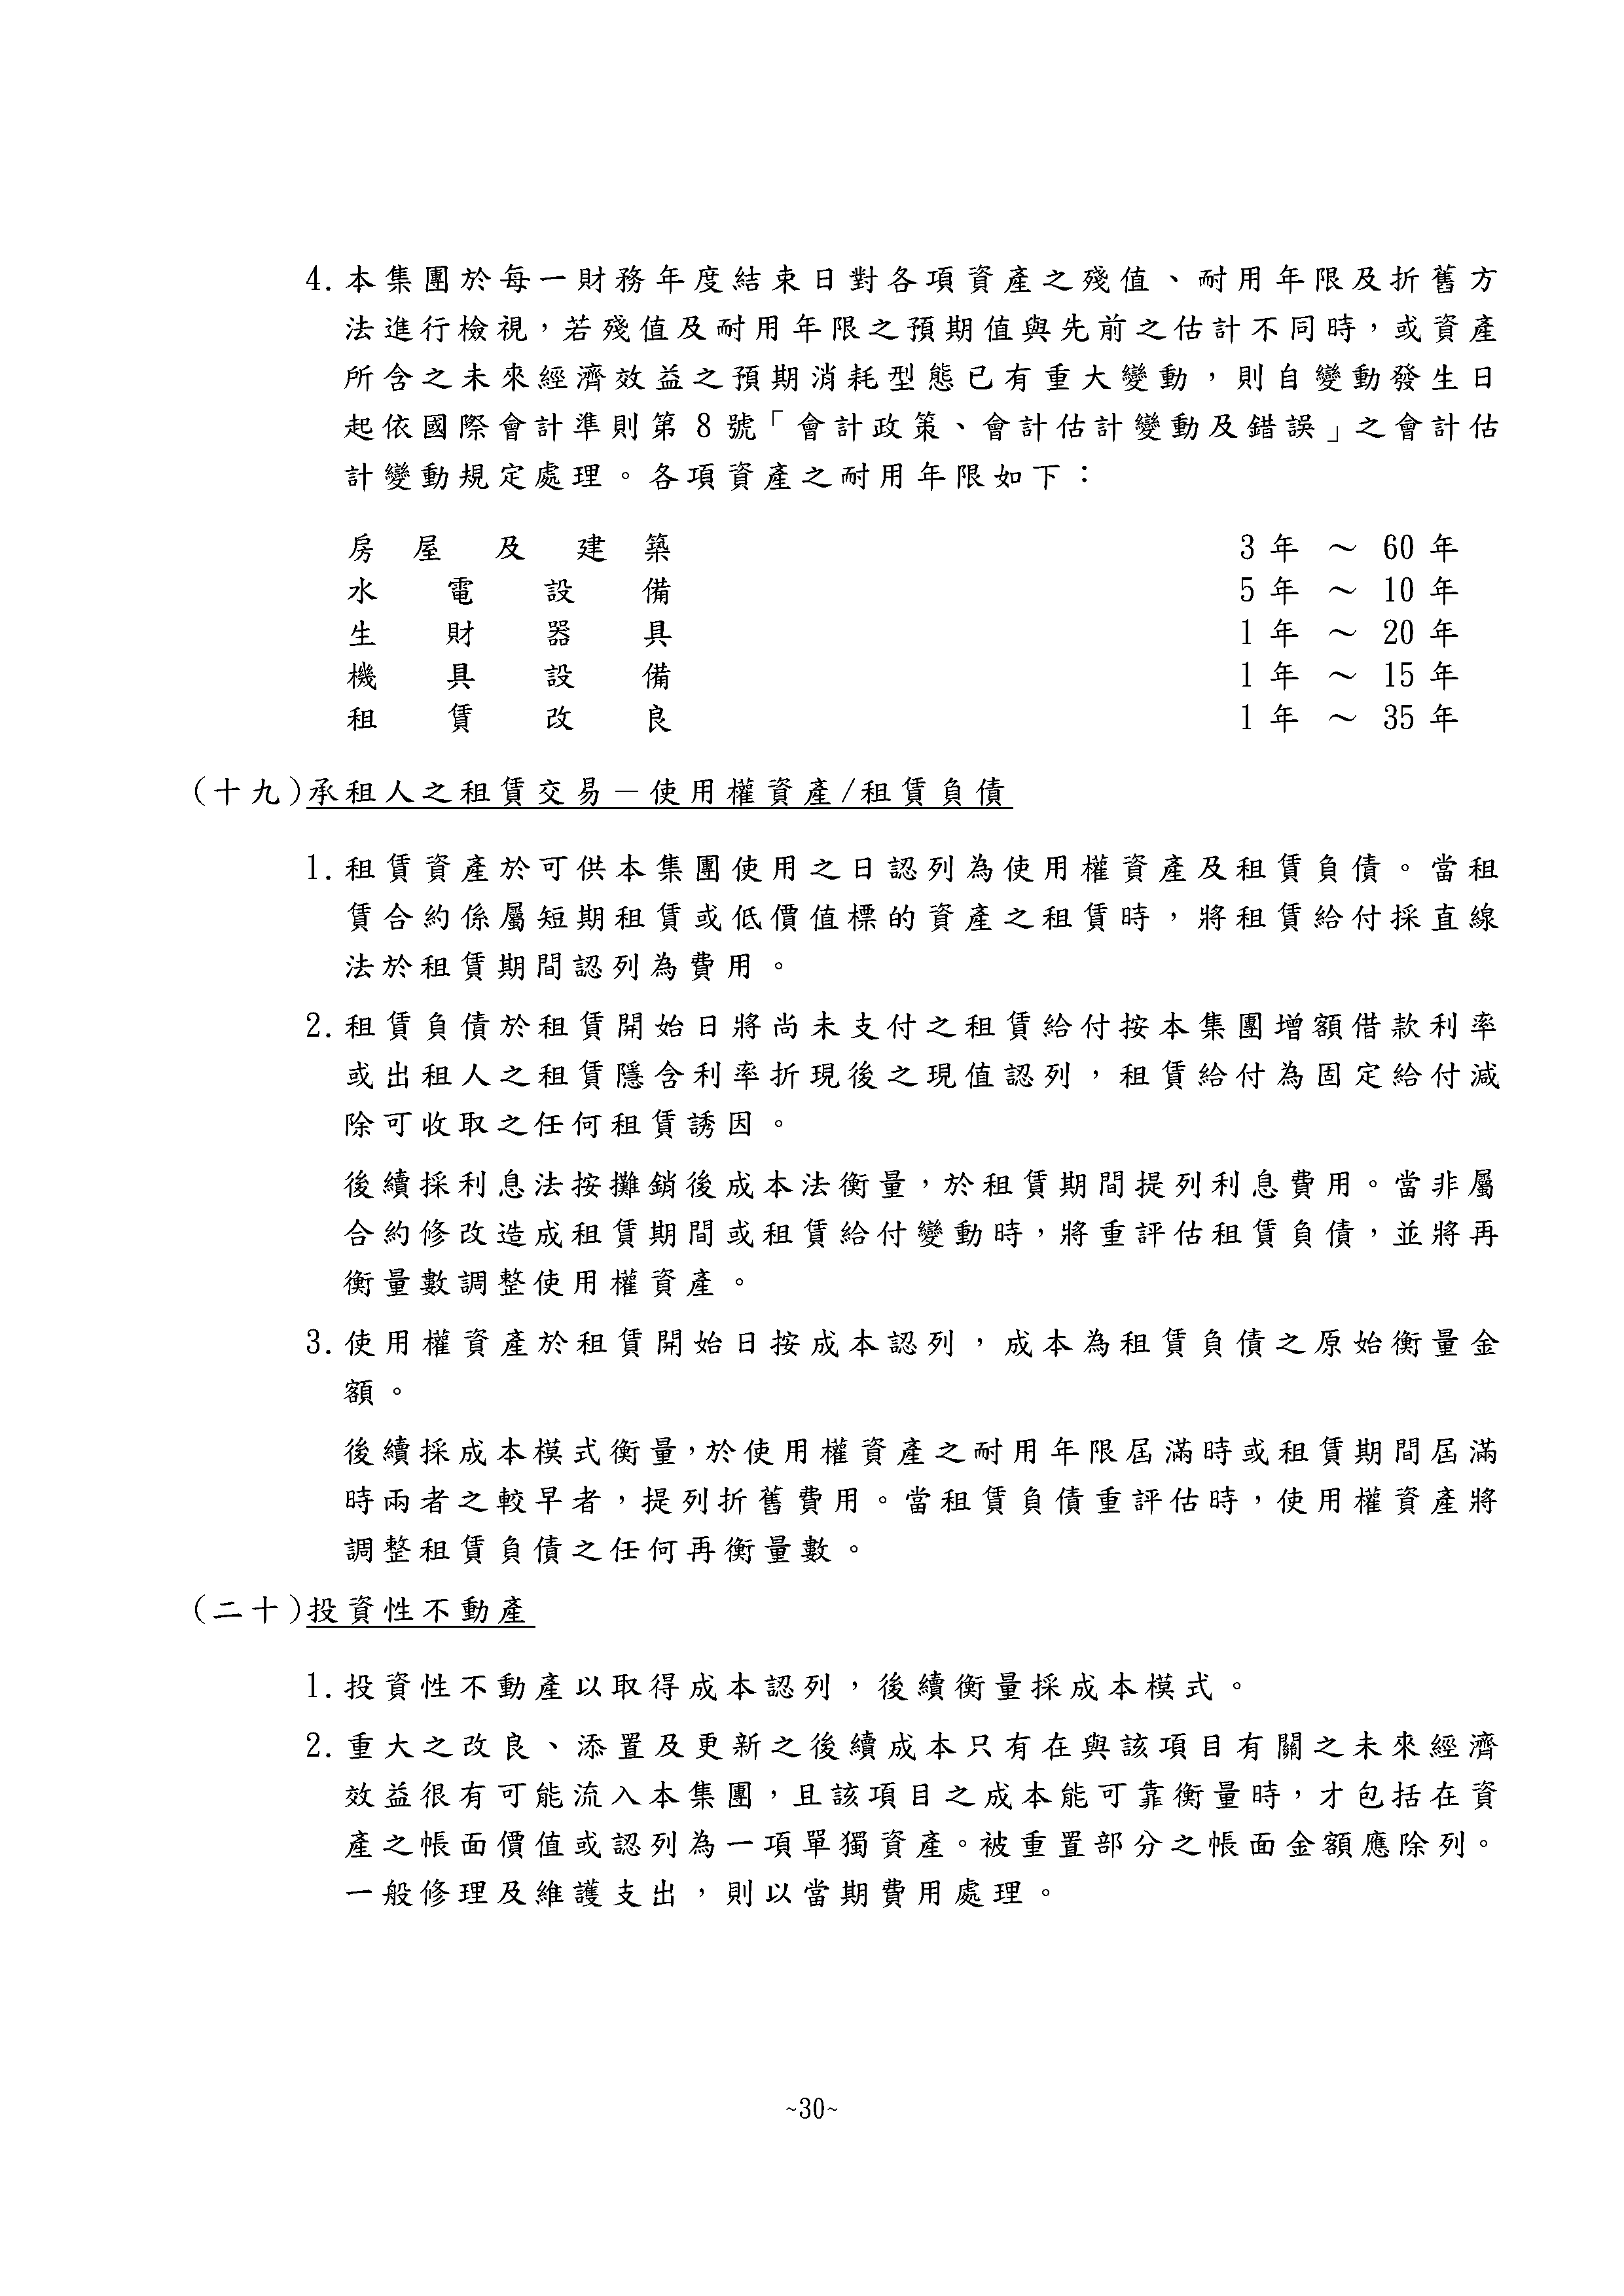 4.本集團於每一財務年度結束日對各項資產之殘值、耐用年限及折舊方
法進行檢視，若殘值及耐用年限之預期值與先前之估計不同時，或資產
所含之未來經濟效益之預期消耗型態已有重大變動，則自變動發生日
起依國際會計準則第 8 號「會計政策、會計估計變動及錯誤」之會計估
計變動規定處理。各項資產之耐用年限如下：
房屋及建築 3年 ～ 60年
水電設備 5年 ～ 10年
生財器具 1年 ～ 20年
機具設備 1年 ～ 15年
租賃改良 1年 ～ 35年
(十九)承租人之租賃交易－使用權資產/租賃負債
1.租賃資產於可供本集團使用之日認列為使用權資產及租賃負債。當租
賃合約係屬短期租賃或低價值標的資產之租賃時，將租賃給付採直線
法於租賃期間認列為費用。
2.租賃負債於租賃開始日將尚未支付之租賃給付按本集團增額借款利率
或出租人之租賃隱含利率折現後之現值認列，租賃給付為固定給付減
除可收取之任何租賃誘因。
後續採利息法按攤銷後成本法衡量，於租賃期間提列利息費用。當非屬
合約修改造成租賃期間或租賃給付變動時，將重評估租賃負債，並將再
衡量數調整使用權資產。
3.使用權資產於租賃開始日按成本認列，成本為租賃負債之原始衡量金
額。
後續採成本模式衡量，於使用權資產之耐用年限屆滿時或租賃期間屆滿
時兩者之較早者，提列折舊費用。當租賃負債重評估時，使用權資產將
調整租賃負債之任何再衡量數。
(二十)投資性不動產
1.投資性不動產以取得成本認列，後續衡量採成本模式。
2.重大之改良、添置及更新之後續成本只有在與該項目有關之未來經濟
效益很有可能流入本集團，且該項目之成本能可靠衡量時，才包括在資
產之帳面價值或認列為一項單獨資產。被重置部分之帳面金額應除列。
一般修理及維護支出，則以當期費用處理。
~30~